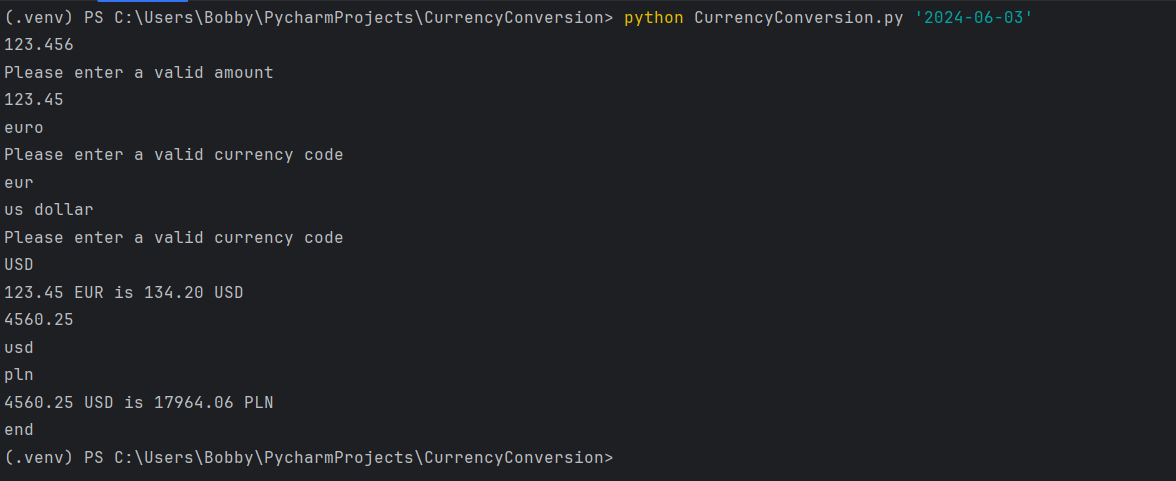 (.venv) PS C:\Users\Bobby\PycharmProjects\CurrencyConversion> python CurrencyConversion.py '2024-06-03'
123.456
Please enter a valid amount
123.45
euro
Please enter a valid currency code
eur
us dollar
Please enter a valid currency code
USD
123.45 EUR is 134.20 USD
4560.25
usd
pln
4560.25 USD is 17964.06 PLN
end
(.venv) PS C:\Users\Bobby\PycharmProjects\CurrencyConversion>